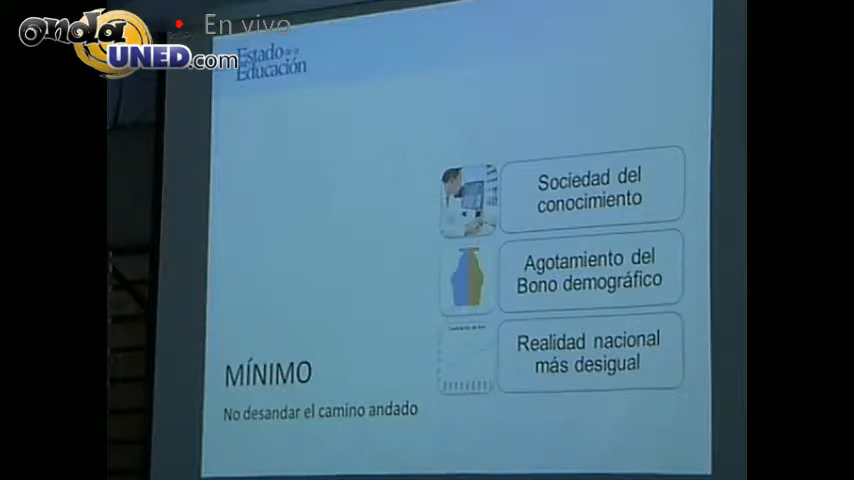 onda
UNED.com
En vivo
Estado de la
Educación
Sociedad del
conocimiento
Agotamiento del
Bono demográfico
Realidad nacional
más desigual
MÍNIMO
No desandar el camino andado